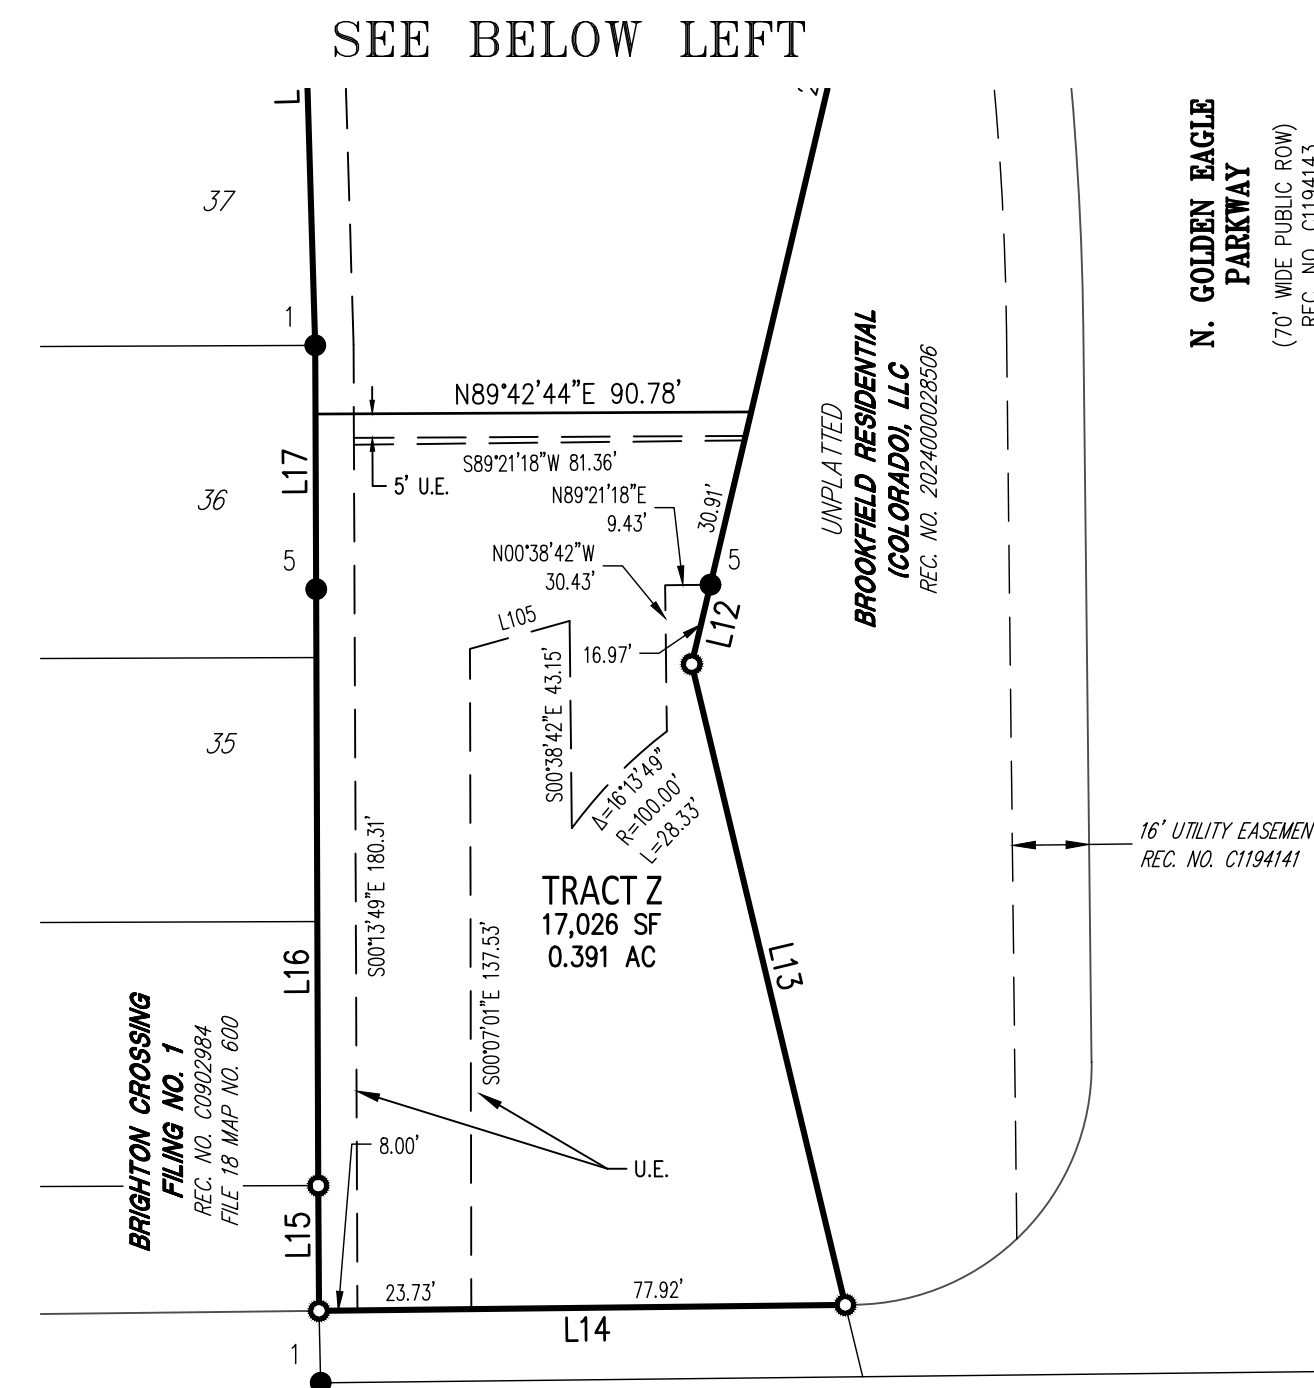 SEE BELOW LEFT
L
37
N. GOLDEN EAGLE
PARKWAY
(70' WIDE PUBLIC ROW)
REC. NO. C1194143
1
N89°42'44"E 90.78'
S89°21'18"W 81.36'
5' U.E.
L17
36
5
N89°21'18"E
9.43'
30.91'
N00°38'42"W
30.43'
5
L12
L105
16.97'
S00°38'42"E 43.15'
UNPLATTED
BROOKFIELD RESIDENTIAL
(COLORADO), LLC
REC. NO. 2024000028506
35
Δ=16°13'49"
R=100.00'
L=28.33'
S00°13'49"E 180.31'
16' UTILITY EASEMEN
REC. NO. C1194141
TRACT Z
17,026 SF
0.391 AC
S00°07'01"E 137.53'
L13
L16
BRIGHTON CROSSING
FILING NO. 1
REC. NO. C0902984
FILE 18 MAP NO. 600
8.00'
U.E.
L15
23.73'
77.92'
L14
1